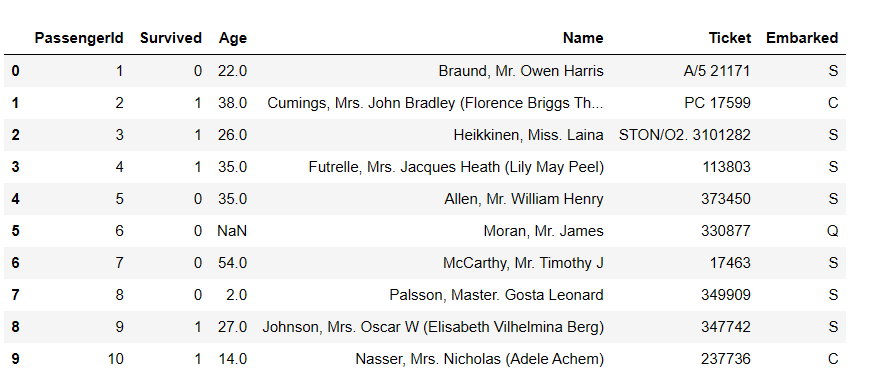 PassengerId Survived Age Name Ticket Embarked
0 1 0 22.0 Braund, Mr. Owen Harris A/5 21171 S
1 2 1 38.0 Cumings, Mrs. John Bradley (Florence Briggs Th... PC 17599 C
2 3 1 26.0 Heikkinen, Miss. Laina STON/O2. 3101282 S
3 4 1 35.0 Futrelle, Mrs. Jacques Heath (Lily May Peel) 113803 S
4 5 0 35.0 Allen, Mr. William Henry 373450 S
5 6 0 NaN Moran, Mr. James 330877 Q
6 7 0 54.0 McCarthy, Mr. Timothy J 17463 S
7 8 0 2.0 Palsson, Master. Gosta Leonard 349909 S
8 9 1 27.0 Johnson, Mrs. Oscar W (Elisabeth Vilhelmina Berg) 347742 S
9 10 1 14.0 Nasser, Mrs. Nicholas (Adele Achem) 237736 C